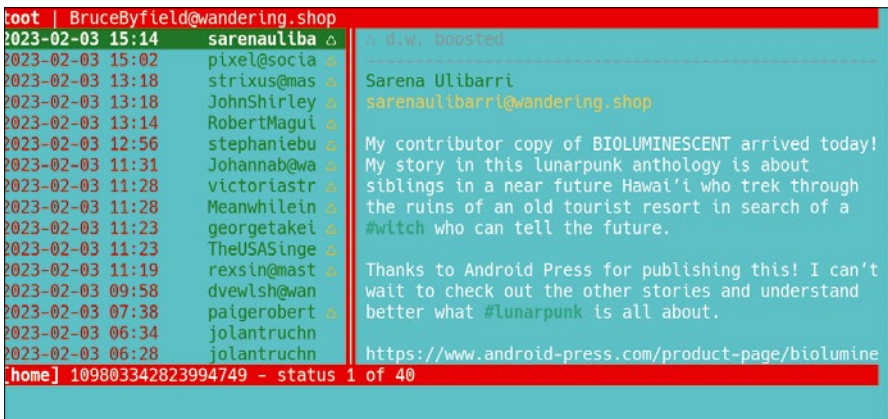 toot | BruceByfield@wandering.shop
2023-02-03 15:14 sarenauliba
2023-02-03 15:02 pixel@socia
2023-02-03 13:18 strixus@mas
2023-02-03 13:18 JohnShirley
2023-02-03 13:14 RobertMagui
2023-02-03 12:56 stephaniebu
2023-02-03 11:31 Johannab@wa
2023-02-03 11:28 victoriastr
2023-02-03 11:28 Meanwhilein
2023-02-03 11:23 georgetakei
2023-02-03 11:23 TheUSASinge
2023-02-03 11:19 rexsin@mast
2023-02-03 09:58 dvewlsh@wan
2023-02-03 07:38 paigerobert
2023-02-03 06:34 jolantruchn
2023-02-03 06:28 jolantruchn
d.w. boosted
Sarena Ulibarri
sarenaulibarri@wandering.shop
My contributor copy of BIOLUMINESCENT arrived today!
My story in this lunarpunk anthology is about
siblings in a near future Hawai'i who trek through
the ruins of an old tourist resort in search of a
#witch who can tell the future.
Thanks to Android Press for publishing this! I can't
wait to check out the other stories and understand
better what #lunarpunk is all about.
https://www.android-press.com/product-page/biolumine
[home] 109803342823994749 - status 1 of 40